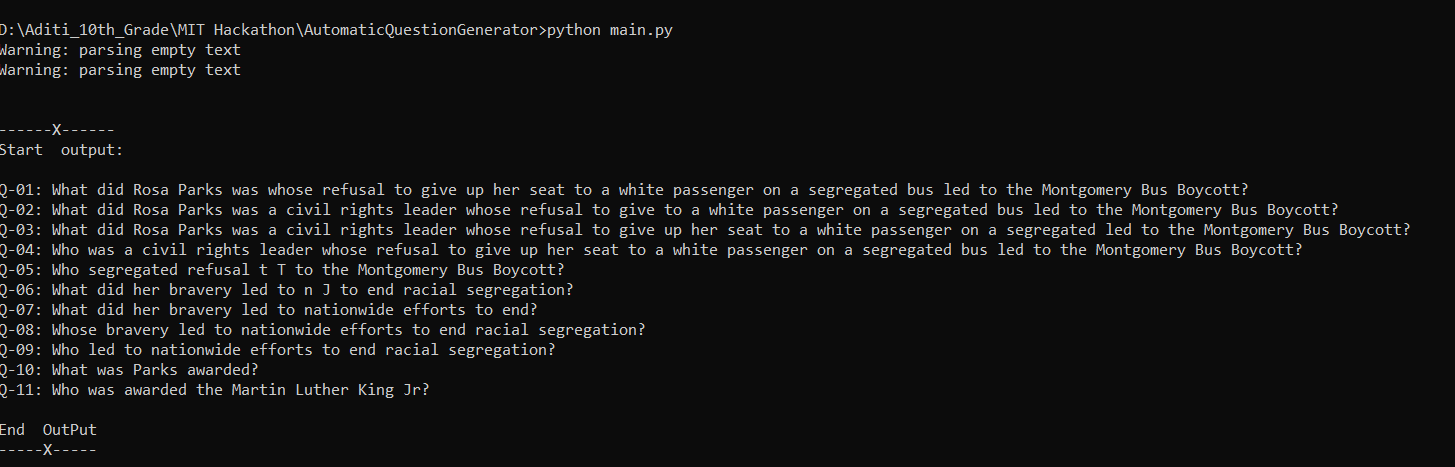 D:\Aditi_10th_Grade\MIT Hackathon\AutomaticQuestionGenerator>python main.py
Warning: parsing empty text
Warning: parsing empty text
------X------
Start  output:
Q-01: What did Rosa Parks was whose refusal to give up her seat to a white passenger on a segregated bus led to the Montgomery Bus Boycott?
Q-02: What did Rosa Parks was a civil rights leader whose refusal to give to a white passenger on a segregated bus led to the Montgomery Bus Boycott?
Q-03: What did Rosa Parks was a civil rights leader whose refusal to give up her seat to a white passenger on a segregated led to the Montgomery Bus Boycott?
Q-04: Who was a civil rights leader whose refusal to give up her seat to a white passenger on a segregated bus led to the Montgomery Bus Boycott?
Q-05: Who segregated refusal t T to the Montgomery Bus Boycott?
Q-06: What did her bravery led to n J to end racial segregation?
Q-07: What did her bravery led to nationwide efforts to end?
Q-08: Whose bravery led to nationwide efforts to end racial segregation?
Q-09: Who led to nationwide efforts to end racial segregation?
Q-10: What was Parks awarded?
Q-11: Who was awarded the Martin Luther King Jr?
End  OutPut
-----X-----